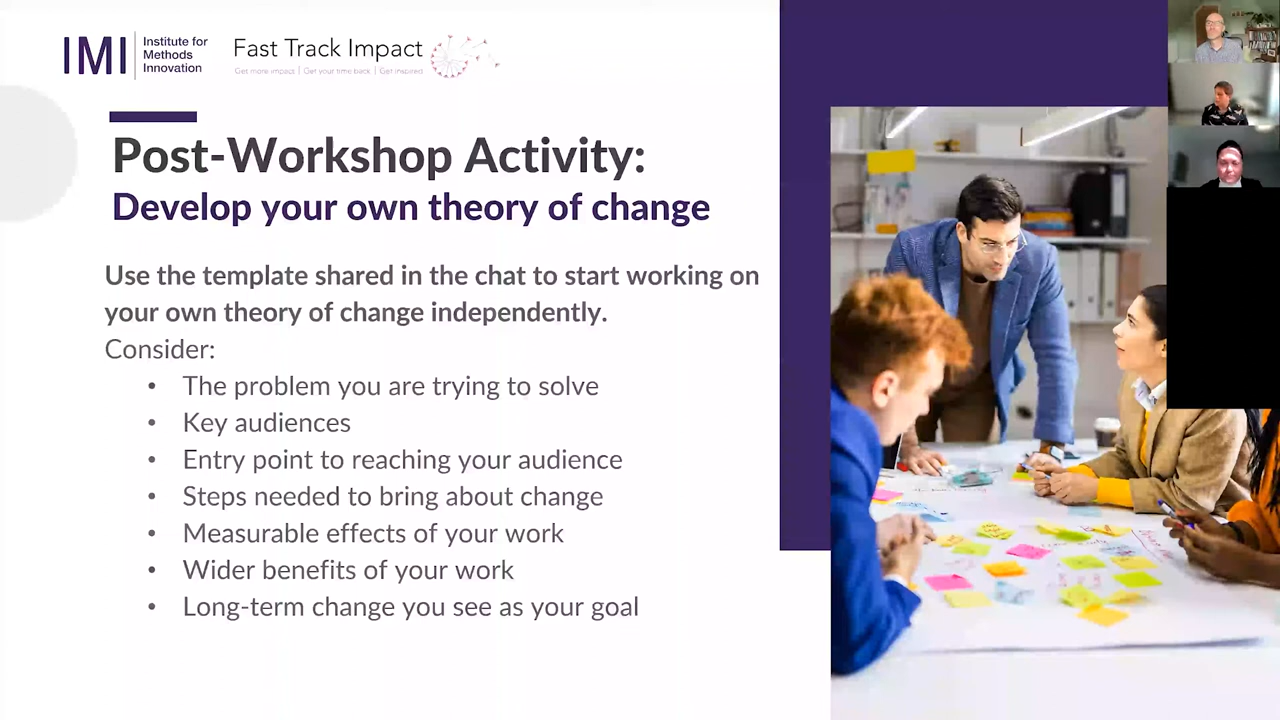 IMI
Institute for
Methods
Innovation
Fast Track Impact
Get more impact | Get your time back | Get inspired
Post-Workshop Activity:
Develop your own theory of change
Use the template shared in the chat to start working on
your own theory of change independently.
Consider:
• The problem you are trying to solve
• Key audiences
• Entry point to reaching your audience
• Steps needed to bring about change
• Measurable effects of your work
• Wider benefits of your work
• Long-term change you see as your goal